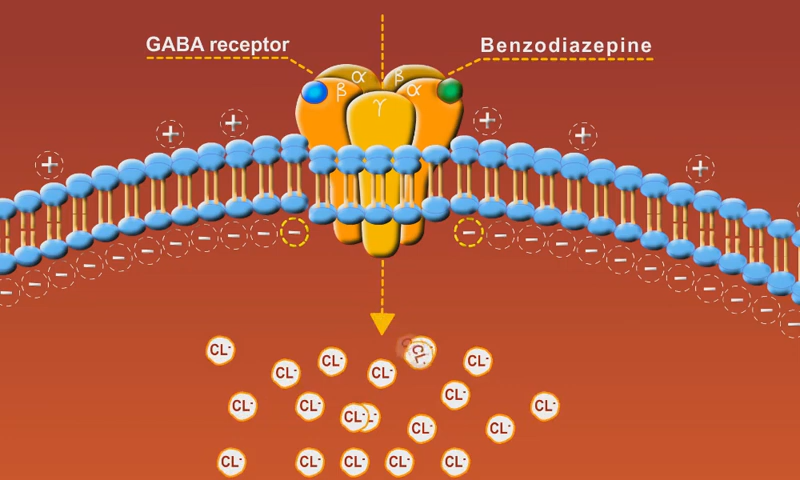 GABA receptor
Benzodiazepine
α β
β α
γ
+ + + + + +
− − − − − − − − − − − − − − − − − − − − − −
CL-
CL-
CL-
CL-
CL-
CL-
CL-
CL-
CL-
CL-
L-
CL-
CL-
CL-
CL-
CL-
CL-
CL-
CL-